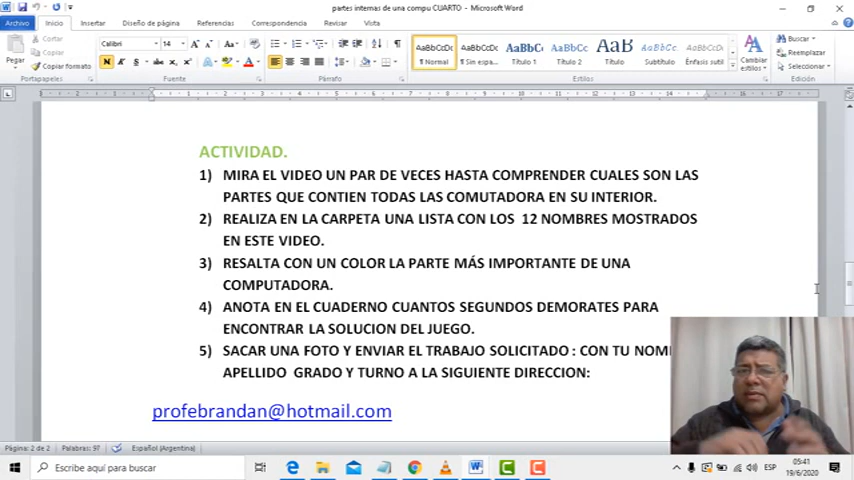 partes internas de una compu CUARTO - Microsoft Word
Archivo Inicio Insertar Diseño de página Referencias Correspondencia Revisar Vista
Pegar
Cortar
Copiar
Copiar formato
Portapapeles
Calibri 14
Fuente
Párrafo
AaBbCcDc AaBbCcDc AaBbC AaBbCc AaB AaBbCc. AaBbCcDc
¶ Normal ¶ Sin espa... Título 1 Título 2 Título Subtítulo Énfasis sutil
Cambiar estilos
Estilos
Buscar
Reemplazar
Seleccionar
Edición
ACTIVIDAD.
1) MIRA EL VIDEO UN PAR DE VECES HASTA COMPRENDER CUALES SON LAS
PARTES QUE CONTIEN TODAS LAS COMUTADORA EN SU INTERIOR.
2) REALIZA EN LA CARPETA UNA LISTA CON LOS 12 NOMBRES MOSTRADOS
EN ESTE VIDEO.
3) RESALTA CON UN COLOR LA PARTE MÁS IMPORTANTE DE UNA
COMPUTADORA.
4) ANOTA EN EL CUADERNO CUANTOS SEGUNDOS DEMORATES PARA
ENCONTRAR LA SOLUCION DEL JUEGO.
5) SACAR UNA FOTO Y ENVIAR EL TRABAJO SOLICITADO : CON TU
APELLIDO GRADO Y TURNO A LA SIGUIENTE DIRECCION:
profebrandan@hotmail.com
Página: 2 de 2 Palabras: 97 Español (Argentina)
Escribe aquí para buscar
ESP
05:41
19/6/2020